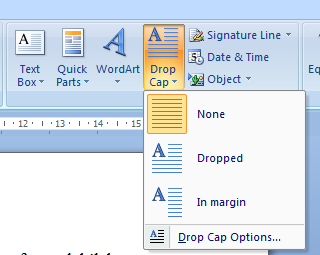 Text Box
Quick Parts
WordArt
Drop Cap
Signature Line
Date & Time
Object
Eq
12 13 14 15
None
Dropped
In margin
Drop Cap Options...